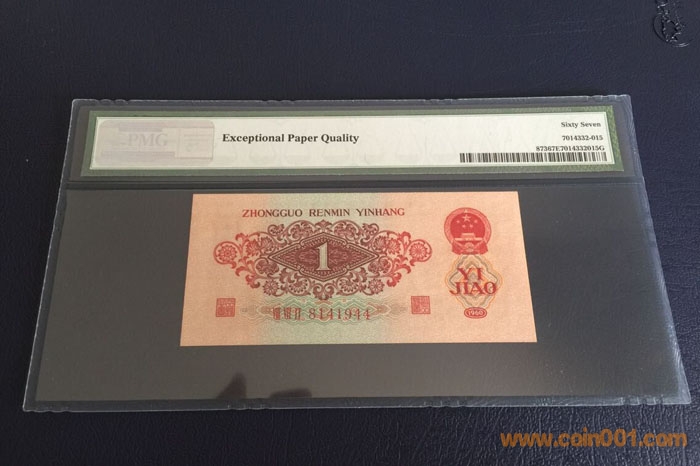 PMG
Exceptional Paper Quality
Sixty Seven
7014332-015
87387E7014332015G
ZHONGGUO RENMIN YINHANG
1
YI
JIAO
1960
8141944
www.coin001.com